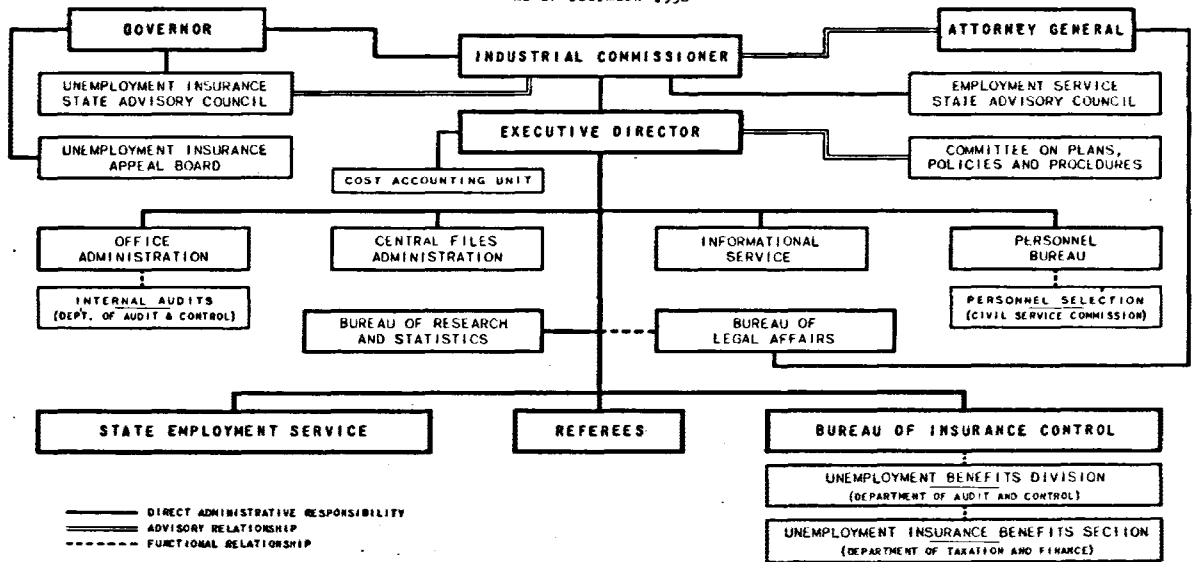 GOVERNOR
ATTORNEY GENERAL
INDUSTRIAL COMMISSIONER
UNEMPLOYMENT INSURANCE
STATE ADVISORY COUNCIL
EMPLOYMENT SERVICE
STATE ADVISORY COUNCIL
EXECUTIVE DIRECTOR
UNEMPLOYMENT INSURANCE
APPEAL BOARD
COMMITTEE ON PLANS,
POLICIES AND PROCEDURES
COST ACCOUNTING UNIT
OFFICE
ADMINISTRATION
CENTRAL FILES
ADMINISTRATION
INFORMATIONAL
SERVICE
PERSONNEL
BUREAU
INTERNAL AUDITS
(DEP'T. OF AUDIT & CONTROL)
PERSONNEL SELECTION
(CIVIL SERVICE COMMISSION)
BUREAU OF RESEARCH
AND STATISTICS
BUREAU OF
LEGAL AFFAIRS
STATE EMPLOYMENT SERVICE
REFEREES
BUREAU OF INSURANCE CONTROL
UNEMPLOYMENT BENEFITS DIVISION
(DEPARTMENT OF AUDIT AND CONTROL)
UNEMPLOYMENT INSURANCE BENEFITS SECTION
(DEPARTMENT OF TAXATION AND FINANCE)
DIRECT ADMINISTRATIVE RESPONSIBILITY
ADVISORY RELATIONSHIP
FUNCTIONAL RELATIONSHIP